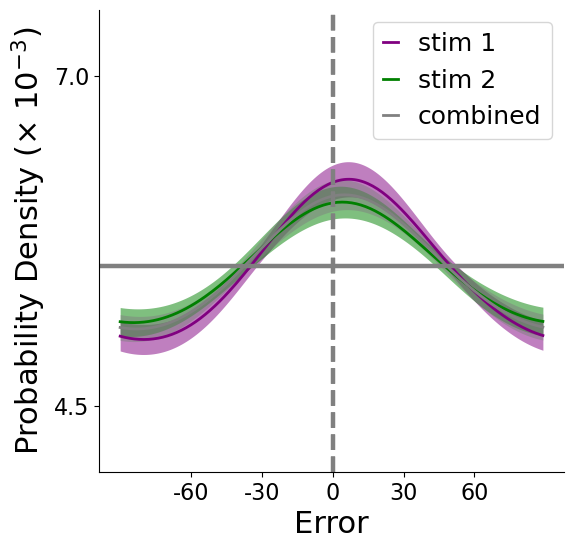 stim 1
stim 2
combined
7.0
4.5
Probability Density (× 10⁻³)
-60 -30 0 30 60
Error